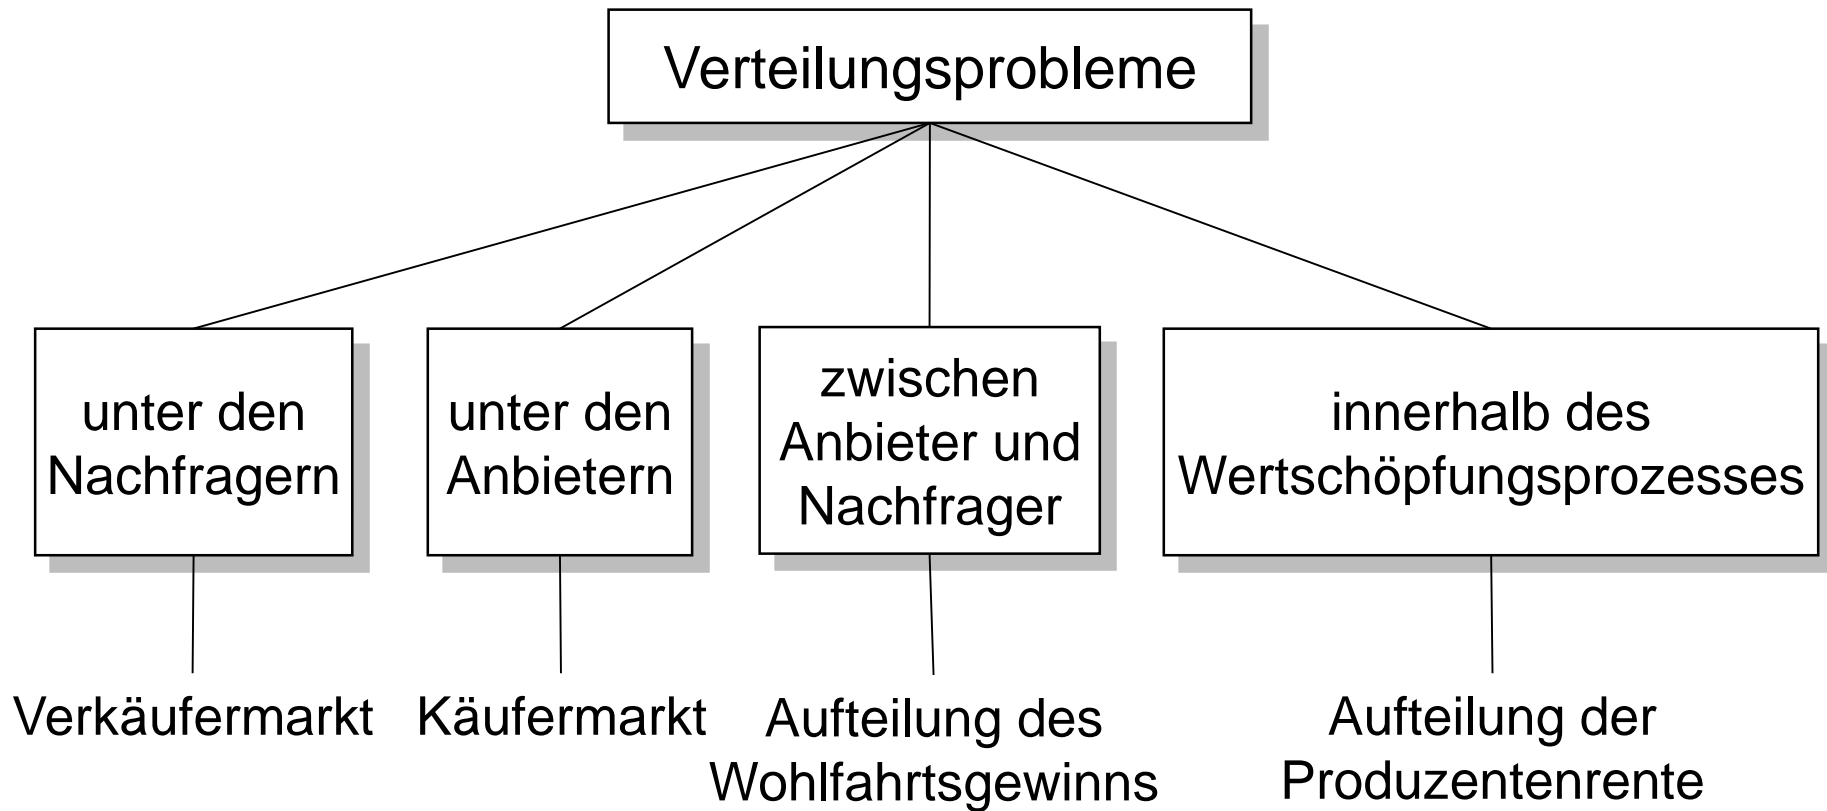 Verteilungsprobleme
unter den
Nachfragern
unter den
Anbietern
zwischen
Anbieter und
Nachfrager
innerhalb des
Wertschöpfungsprozesses
Verkäufermarkt
Käufermarkt
Aufteilung des
Wohlfahrtsgewinns
Aufteilung der
Produzentenrente